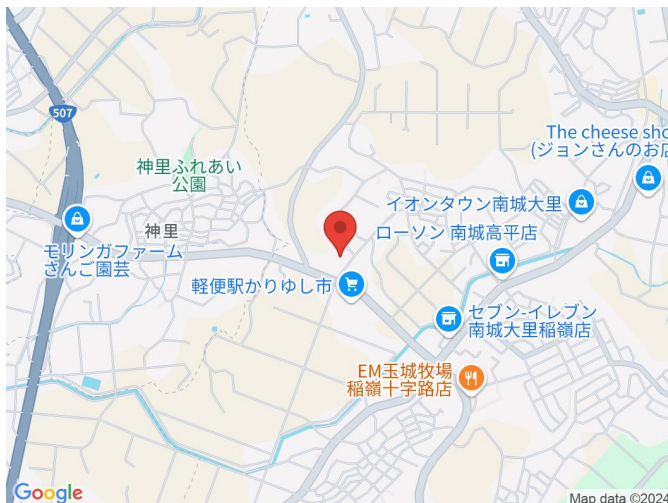 507
The cheese sho
(ジョンさんのお店
神里ふれあい
公園
イオンタウン南城大里
神里
ローソン 南城高平店
モリンガファーム
さんご園芸
軽便駅かりゆし市
セブン-イレブン
南城大里稲嶺店
EM玉城牧場
稲嶺十字路店
Google
Map data ©2024